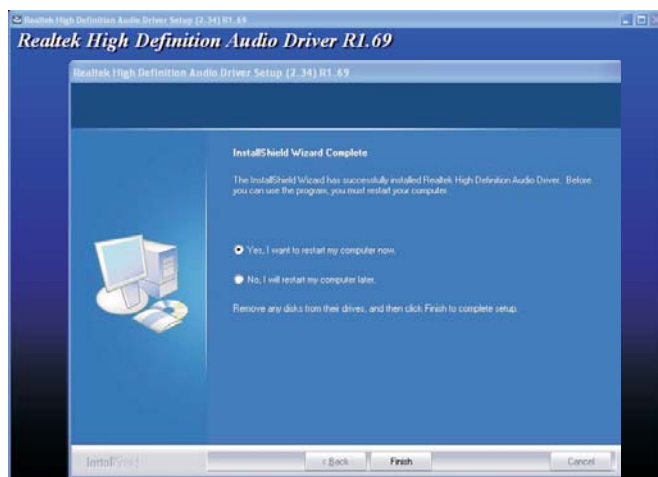 Realtek High Definition Audio Driver Setup (2.34) R1.69
Realtek High Definition Audio Driver R1.69
Realtek High Definition Audio Driver Setup (2.34) R1.69
InstallShield Wizard Complete
The InstallShield Wizard has successfully installed Realtek High Definition Audio Driver. Before
you can use the program, you must restart your computer.
Yes, I want to restart my computer now.
No, I will restart my computer later.
Remove any disks from their drives, and then click Finish to complete setup.
InstallShield
< Back Finish Cancel